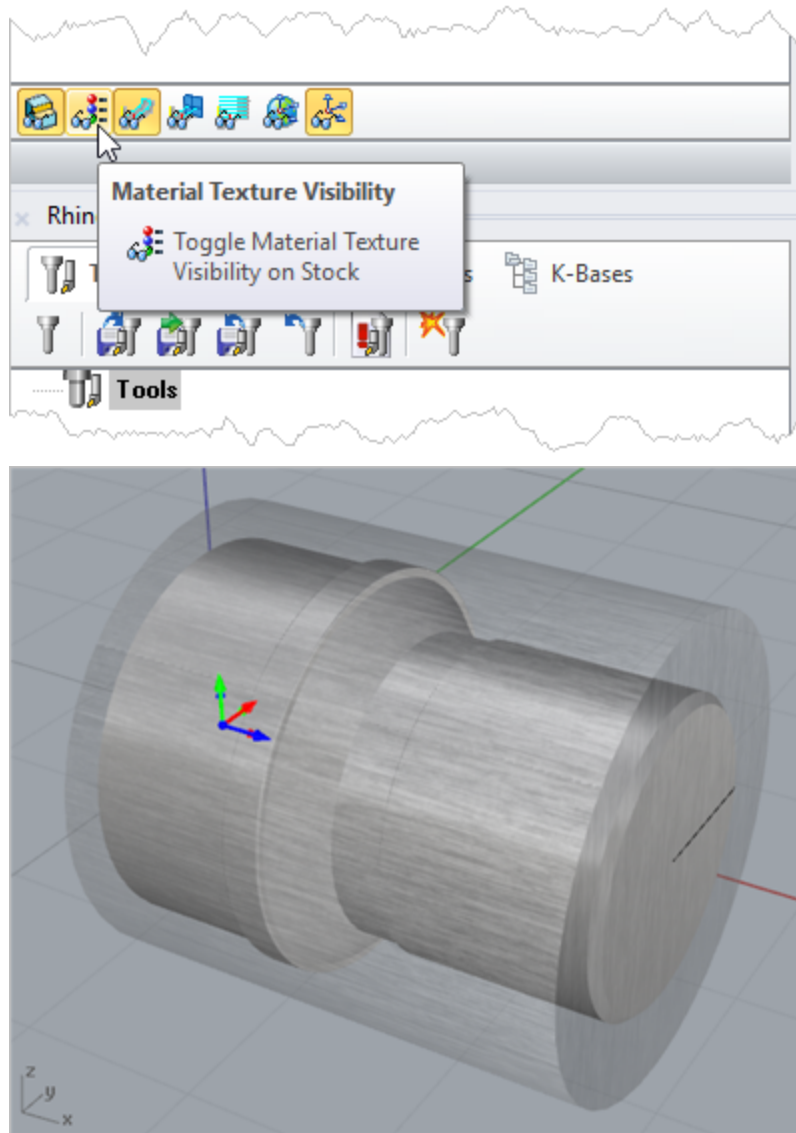 Material Texture Visibility
Rhin
Toggle Material Texture
Visibility on Stock
T
s
K-Bases
Tools
z
y
x